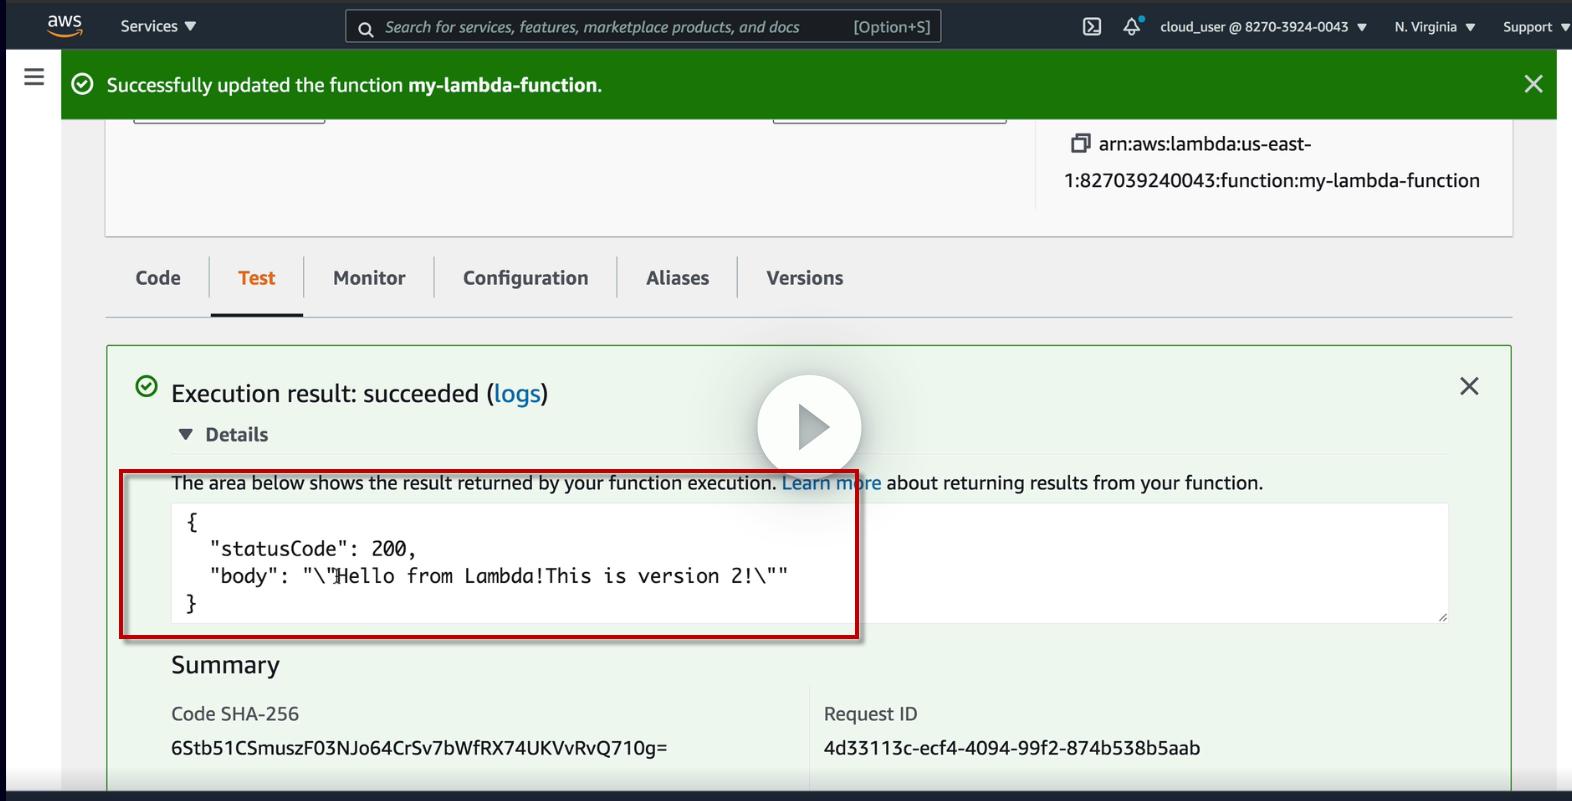 aws Services ▼ Search for services, features, marketplace products, and docs [Option+S] cloud_user @ 8270-3924-0043 ▼ N. Virginia ▼ Support ▼
Successfully updated the function my-lambda-function.
arn:aws:lambda:us-east-
1:827039240043:function:my-lambda-function
Code Test Monitor Configuration Aliases Versions
Execution result: succeeded (logs)
▼ Details
The area below shows the result returned by your function execution. Learn more about returning results from your function.
{
"statusCode": 200,
"body": "\"Hello from Lambda!This is version 2!\""
}
Summary
Code SHA-256
6Stb51CSmuszF03NJo64CrSv7bWfRX74UKVvRvQ710g=
Request ID
4d33113c-ecf4-4094-99f2-874b538b5aab